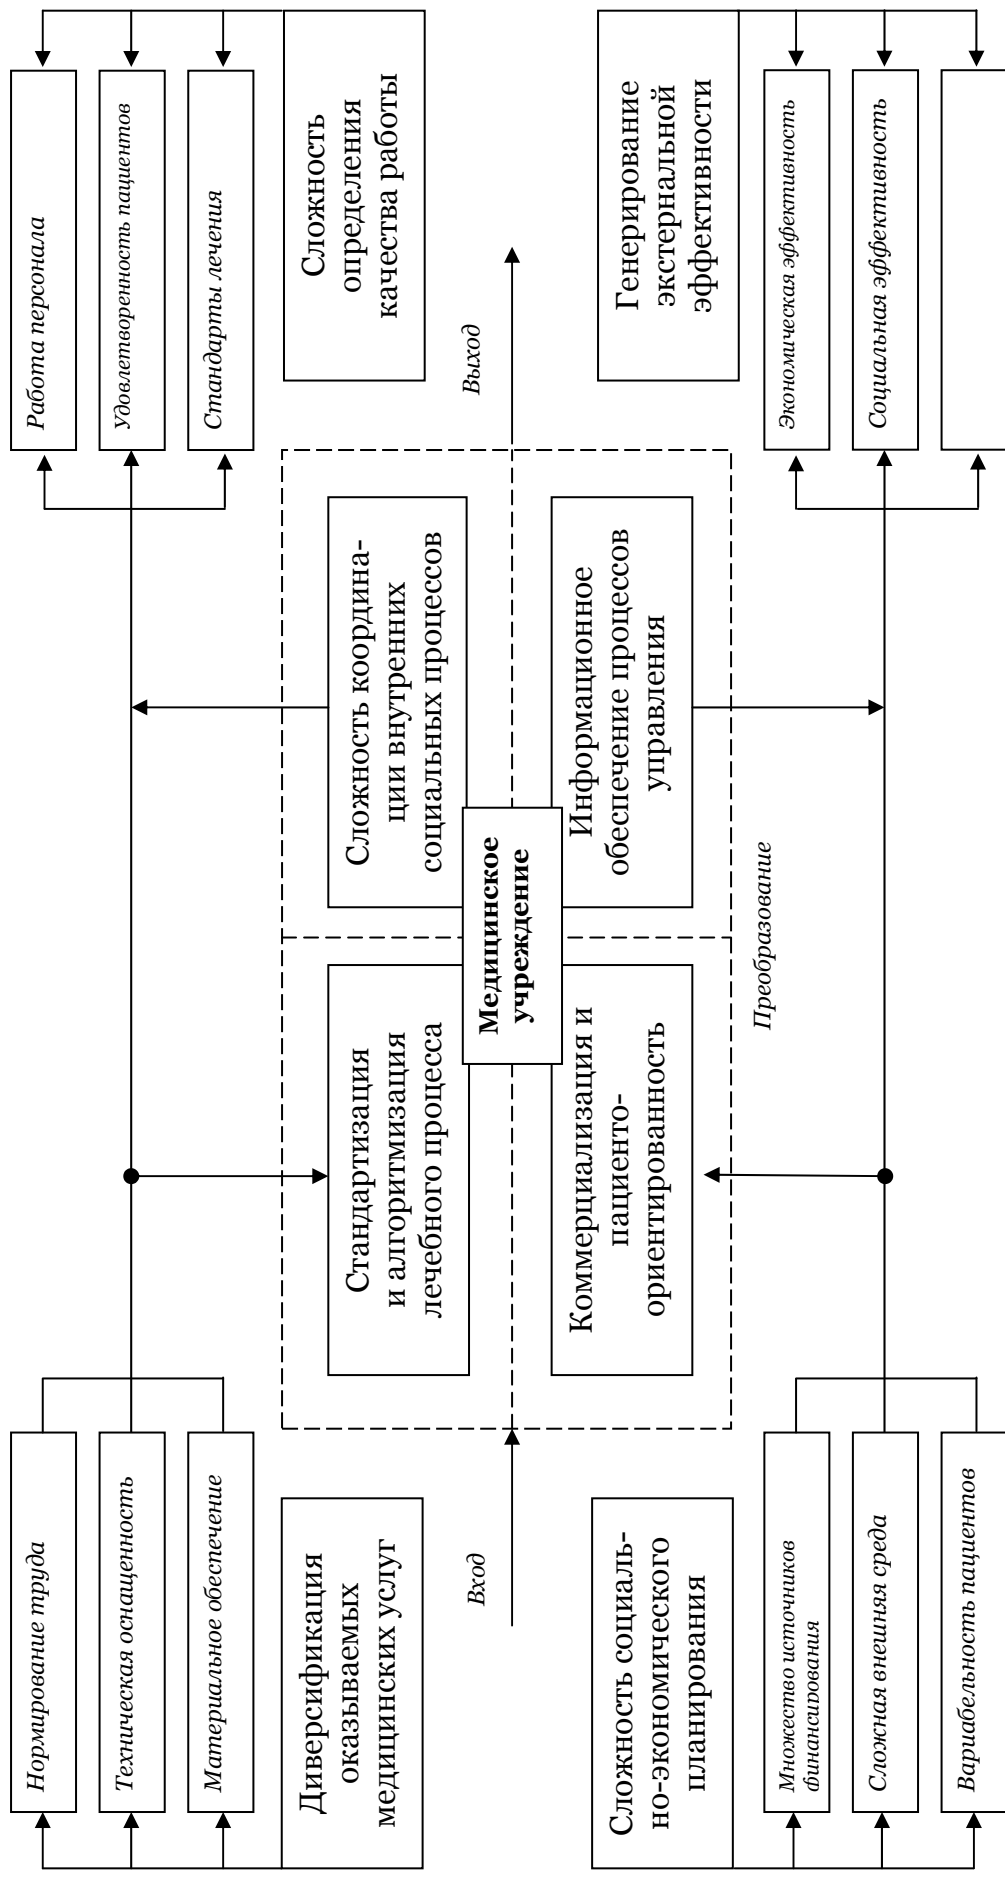 Нормирование труда
Техническая оснащенность
Материальное обеспечение
Диверсификация
оказываемых
медицинских услуг
Вход
Сложность социаль-
но-экономического
планирования
Множество источников
финансирования
Сложная внешняя среда
Вариабельность пациентов
Стандартизация
и алгоритмизация
лечебного процесса
Медицинское
учреждение
Коммерциализация и
пациенто-
ориентированность
Преобразование
Сложность координа-
ции внутренних
социальных процессов
Информационное
обеспечение процессов
управления
Работа персонала
Удовлетворенность пациентов
Стандарты лечения
Сложность
определения
качества работы
Выход
Генерирование
экстернальной
эффективности
Экономическая эффективность
Социальная эффективность